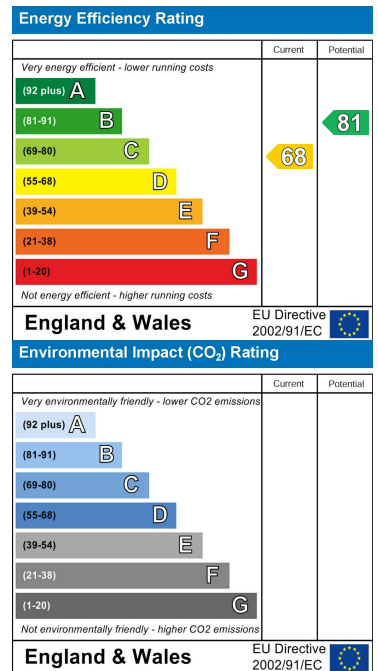 Energy Efficiency Rating
Current Potential
Very energy efficient - lower running costs
(92 plus) A
(81-91) B
81
(69-80) C
68
(55-68) D
(39-54) E
(21-38) F
(1-20) G
Not energy efficient - higher running costs
England & Wales
EU Directive
2002/91/EC
Environmental Impact (CO₂) Rating
Current Potential
Very environmentally friendly - lower CO2 emissions
(92 plus) A
(81-91) B
(69-80) C
(55-68) D
(39-54) E
(21-38) F
(1-20) G
Not environmentally friendly - higher CO2 emissions
England & Wales
EU Directive
2002/91/EC